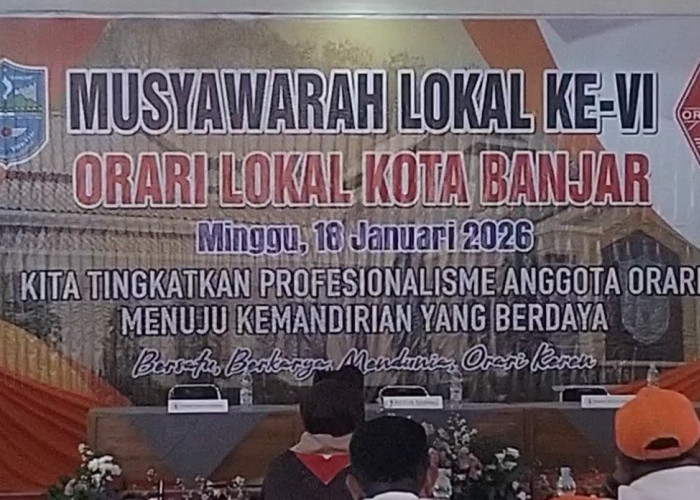 MUSYAWARAH LOKAL KE-VI
ORARI LOKAL KOTA BANJAR
Minggu, 18 Januari 2026
KITA TINGKATKAN PROFESIONALISME ANGGOTA ORARI
MENUJU KEMANDIRIAN YANG BERDAYA
Bersatu, Berkarya, Mendunia, Orari Keren